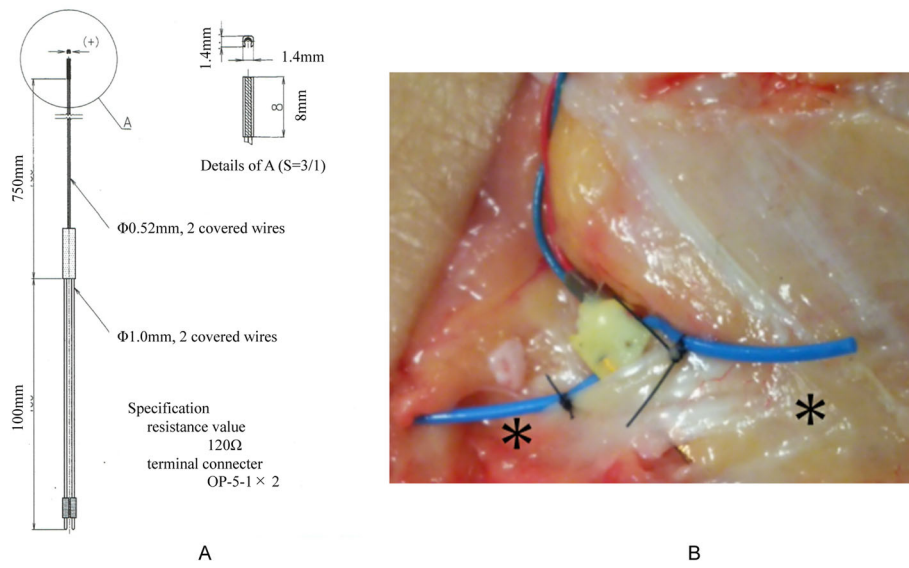 (+)
1.4mm
1.4mm
A
8
8mm
Details of A (S=3/1)
750mm
Φ0.52mm, 2 covered wires
Φ1.0mm, 2 covered wires
100mm
Specification
resistance value
120Ω
terminal connecter
OP-5-1 × 2
*
*
A
B